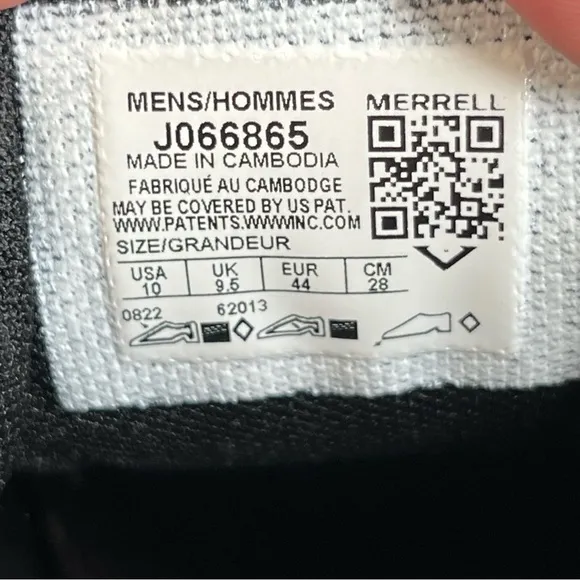 MENS/HOMMES
J066865
MADE IN CAMBODIA
FABRIQUÉ AU CAMBODGE
MAY BE COVERED BY US PAT.
WWW.PATENTS.WWWINC.COM
SIZE/GRANDEUR
USA UK EUR CM
10 9.5 44 28
0822 62013
MERRELL